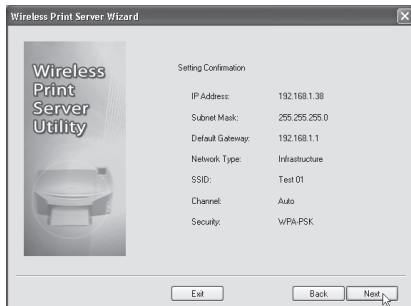 Wireless Print Server Wizard
Wireless
Print
Server
Utility
Setting Confirmation
IP Address: 192.168.1.38
Subnet Mask: 255.255.255.0
Default Gateway: 192.168.1.1
Network Type: Infrastructure
SSID: Test 01
Channel: Auto
Security: WPA-PSK
Exit Back Next